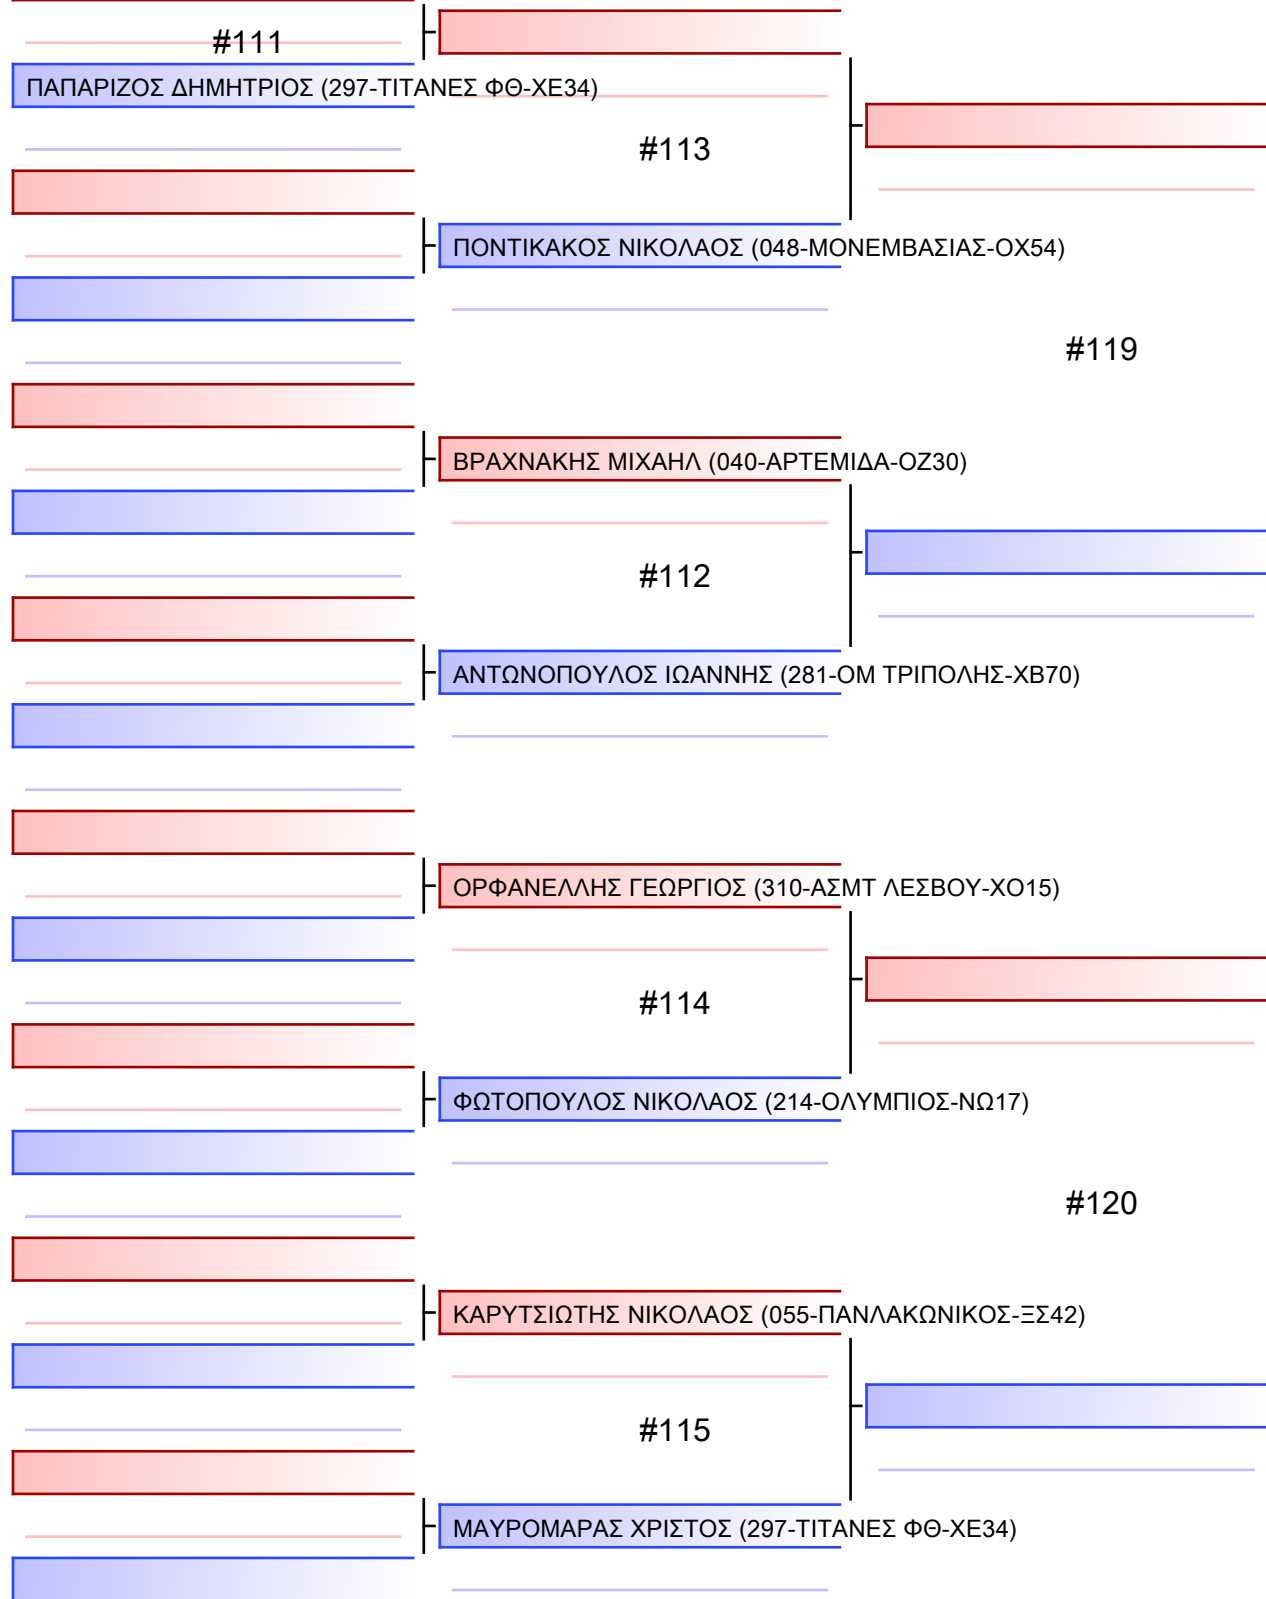 #111
ΠΑΠΑΡΙΖΟΣ ΔΗΜΗΤΡΙΟΣ (297-ΤΙΤΑΝΕΣ ΦΘ-ΧΕ34)
#113
ΠΟΝΤΙΚΑΚΟΣ ΝΙΚΟΛΑΟΣ (048-ΜΟΝΕΜΒΑΣΙΑΣ-ΟΧ54)
#119
ΒΡΑΧΝΑΚΗΣ ΜΙΧΑΗΛ (040-ΑΡΤΕΜΙΔΑ-ΟΖ30)
#112
ΑΝΤΩΝΟΠΟΥΛΟΣ ΙΩΑΝΝΗΣ (281-ΟΜ ΤΡΙΠΟΛΗΣ-ΧΒ70)
ΟΡΦΑΝΕΛΛΗΣ ΓΕΩΡΓΙΟΣ (310-ΑΣΜΤ ΛΕΣΒΟΥ-ΧΟ15)
#114
ΦΩΤΟΠΟΥΛΟΣ ΝΙΚΟΛΑΟΣ (214-ΟΛΥΜΠΙΟΣ-ΝΩ17)
#120
ΚΑΡΥΤΣΙΩΤΗΣ ΝΙΚΟΛΑΟΣ (055-ΠΑΝΛΑΚΩΝΙΚΟΣ-ΞΣ42)
#115
ΜΑΥΡΟΜΑΡΑΣ ΧΡΙΣΤΟΣ (297-ΤΙΤΑΝΕΣ ΦΘ-ΧΕ34)